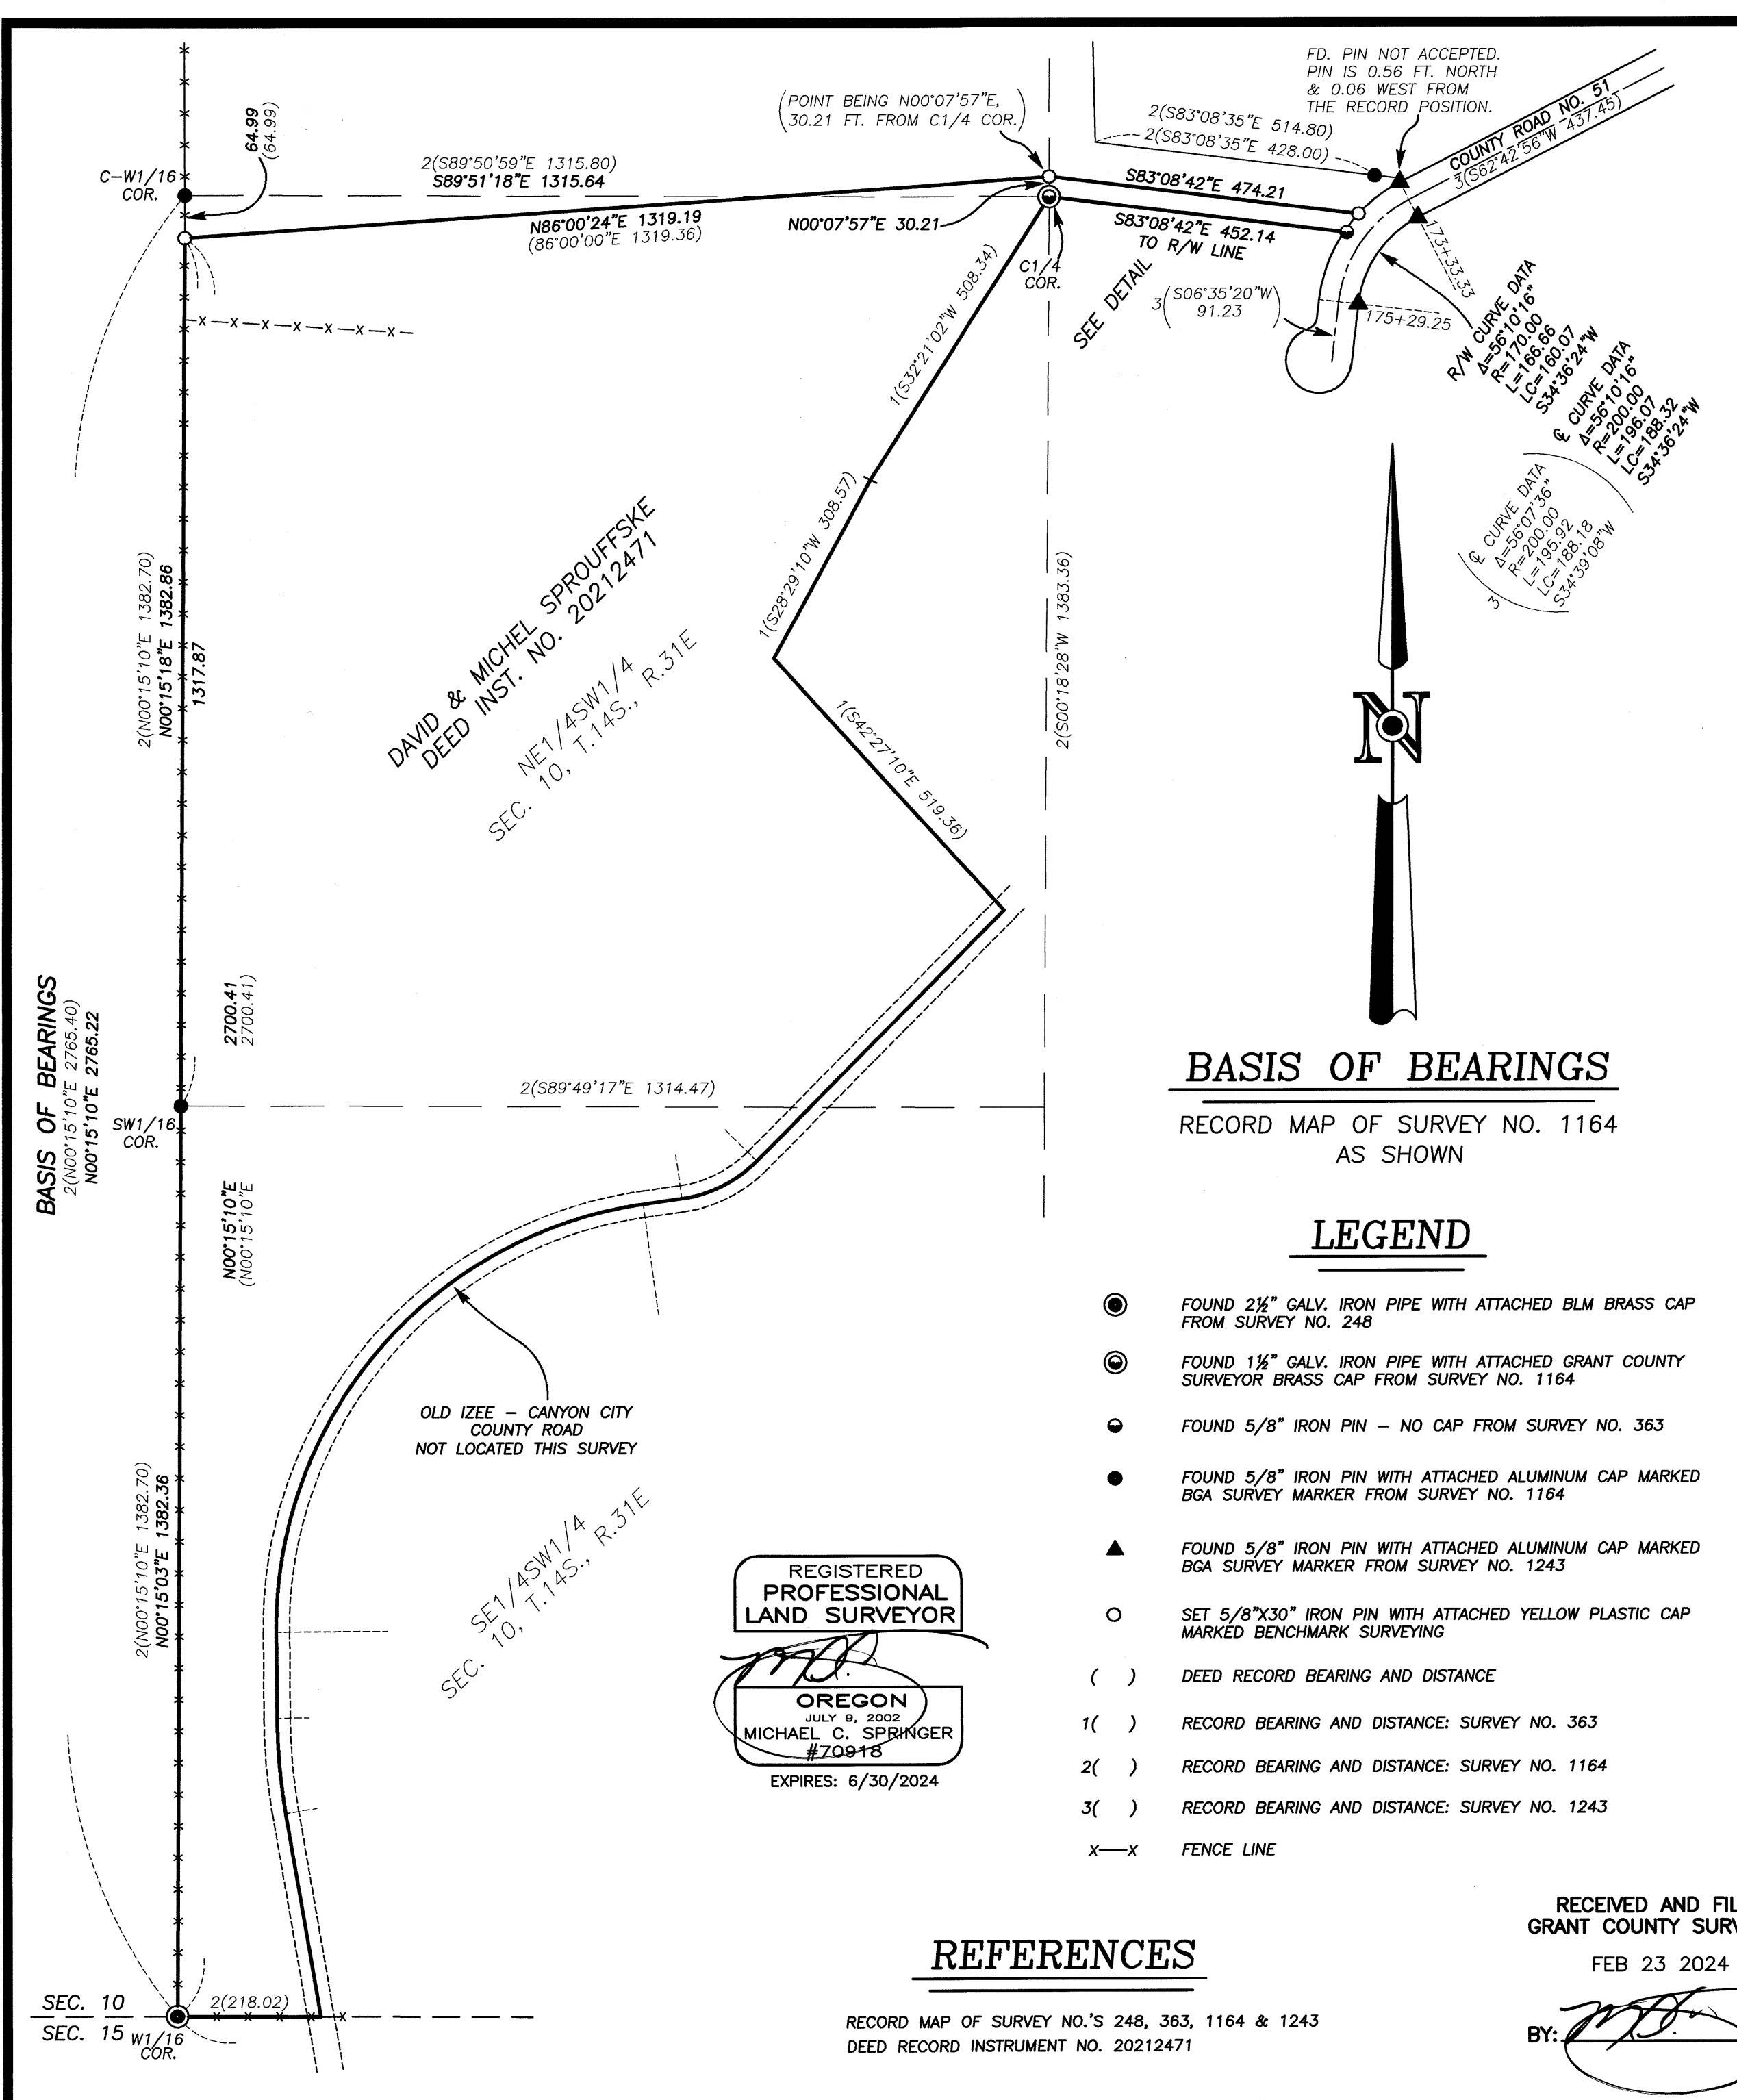 FD. PIN NOT ACCEPTED.
PIN IS 0.56 FT. NORTH
& 0.06 WEST FROM
THE RECORD POSITION.
(POINT BEING N00°07'57"E,
30.21 FT. FROM C1/4 COR.)
2(S83°08'35"E 514.80)
2(S83°08'35"E 428.00)
COUNTY ROAD NO. 51
3(S62°42'56"W 437.45)
64.99
(64.99)
C-W1/16
COR.
2(S89°50'59"E 1315.80)
S89°51'18"E 1315.64
N86°00'24"E 1319.19
(86°00'00"E 1319.36)
N00°07'57"E 30.21
S83°08'42"E 474.21
S83°08'42"E 452.14
TO R/W LINE
C1/4
COR.
SEE DETAIL
3(S06°35'20"W
91.23)
173+33.33
175+29.25
R/W CURVE DATA
Δ=56°10'16"
R=170.00
L=166.66
LC=160.07
S34°36'24"W
℄ CURVE DATA
Δ=56°10'16"
R=200.00
L=196.07
LC=188.32
S34°36'24"W
℄ CURVE DATA
Δ=56°07'36"
R=200.00
L=195.92
LC=188.18
S34°39'08"W
3
1(S32°21'02"W 508.34)
1(S28°29'10"W 308.57)
1(S42°27'10"E 519.36)
2(S00°18'28"W 1383.36)
DAVID & MICHEL SPROUFFSKE
DEED INST. NO. 20212471
NE1/4SW1/4
SEC. 10, T.14S., R.31E
2(N00°15'10"E 1382.70)
N00°15'18"E 1382.86
1317.87
N
BASIS OF BEARINGS
2(N00°15'10"E 2765.40)
N00°15'10"E 2765.22
2700.41
2700.41)
SW1/16
COR.
2(S89°49'17"E 1314.47)
N00°15'10"E
(N00°15'10"E
BASIS OF BEARINGS
RECORD MAP OF SURVEY NO. 1164
AS SHOWN
LEGEND
FOUND 2½" GALV. IRON PIPE WITH ATTACHED BLM BRASS CAP
FROM SURVEY NO. 248
FOUND 1½" GALV. IRON PIPE WITH ATTACHED GRANT COUNTY
SURVEYOR BRASS CAP FROM SURVEY NO. 1164
FOUND 5/8" IRON PIN – NO CAP FROM SURVEY NO. 363
FOUND 5/8" IRON PIN WITH ATTACHED ALUMINUM CAP MARKED
BGA SURVEY MARKER FROM SURVEY NO. 1164
FOUND 5/8" IRON PIN WITH ATTACHED ALUMINUM CAP MARKED
BGA SURVEY MARKER FROM SURVEY NO. 1243
SET 5/8"X30" IRON PIN WITH ATTACHED YELLOW PLASTIC CAP
MARKED BENCHMARK SURVEYING
( ) DEED RECORD BEARING AND DISTANCE
1( ) RECORD BEARING AND DISTANCE: SURVEY NO. 363
2( ) RECORD BEARING AND DISTANCE: SURVEY NO. 1164
3( ) RECORD BEARING AND DISTANCE: SURVEY NO. 1243
X—X FENCE LINE
OLD IZEE – CANYON CITY
COUNTY ROAD
NOT LOCATED THIS SURVEY
2(N00°15'10"E 1382.70)
N00°15'03"E 1382.36
SE1/4SW1/4
SEC. 10, T.14S., R.31E
REGISTERED
PROFESSIONAL
LAND SURVEYOR
OREGON
JULY 9, 2002
MICHAEL C. SPRINGER
#70918
EXPIRES: 6/30/2024
RECEIVED AND FIL
GRANT COUNTY SURV
FEB 23 2024
BY:
REFERENCES
RECORD MAP OF SURVEY NO.'S 248, 363, 1164 & 1243
DEED RECORD INSTRUMENT NO. 20212471
SEC. 10
SEC. 15
2(218.02)
W1/16
COR.